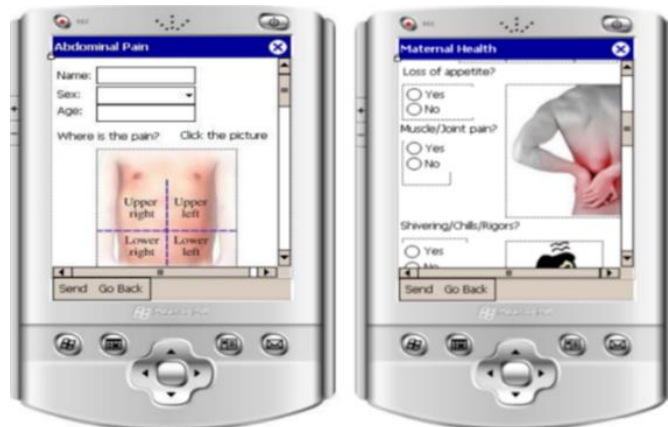 Abdominal Pain
Name:
Sex:
Age:
Where is the pain? Click the picture
Upper right
Upper left
Lower right
Lower left
Send Go Back
Maternal Health
Loss of appetite?
Yes
No
Muscle/Joint pain?
Yes
No
Shivering/Chills/Rigors?
Yes
No
Send Go Back